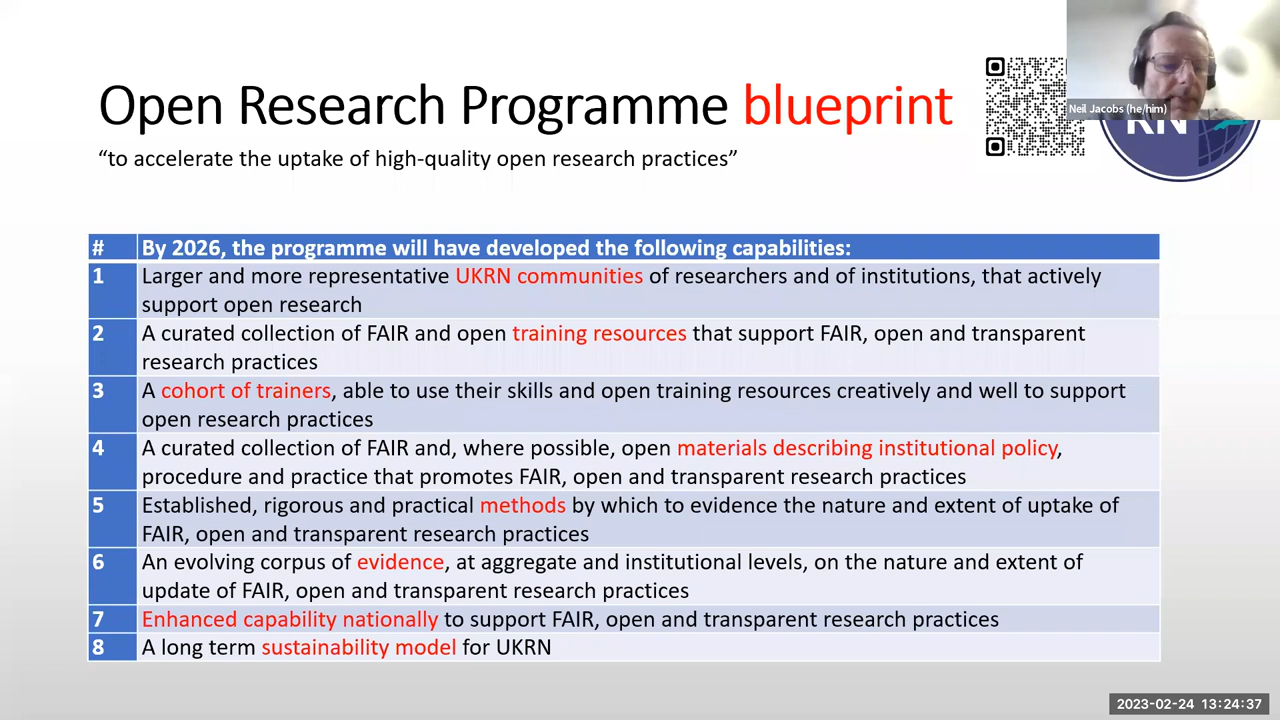 Open Research Programme blueprint
“to accelerate the uptake of high-quality open research practices”
Neil Jacobs (he/him)
RN
# By 2026, the programme will have developed the following capabilities:
1 Larger and more representative UKRN communities of researchers and of institutions, that actively
support open research
2 A curated collection of FAIR and open training resources that support FAIR, open and transparent
research practices
3 A cohort of trainers, able to use their skills and open training resources creatively and well to support
open research practices
4 A curated collection of FAIR and, where possible, open materials describing institutional policy,
procedure and practice that promotes FAIR, open and transparent research practices
5 Established, rigorous and practical methods by which to evidence the nature and extent of uptake of
FAIR, open and transparent research practices
6 An evolving corpus of evidence, at aggregate and institutional levels, on the nature and extent of
update of FAIR, open and transparent research practices
7 Enhanced capability nationally to support FAIR, open and transparent research practices
8 A long term sustainability model for UKRN
2023-02-24 13:24:37